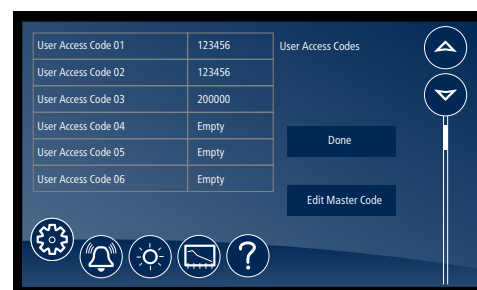 User Access Code 01 123456 User Access Codes
User Access Code 02 123456
User Access Code 03 200000
User Access Code 04 Empty
User Access Code 05 Empty
User Access Code 06 Empty
Done
Edit Master Code
?